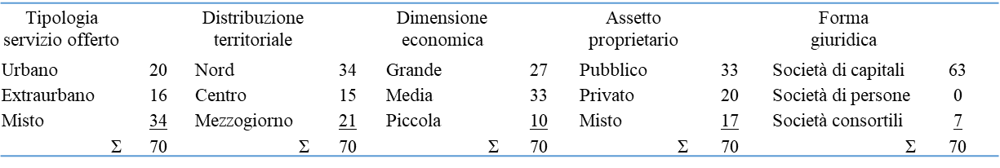 Tipologia Distribuzione Dimensione Assetto Forma
servizio offerto territoriale economica proprietario giuridica
Urbano 20 Nord 34 Grande 27 Pubblico 33 Società di capitali 63
Extraurbano 16 Centro 15 Media 33 Privato 20 Società di persone 0
Misto 34 Mezzogiorno 21 Piccola 10 Misto 17 Società consortili 7
Σ 70 Σ 70 Σ 70 Σ 70 Σ 70